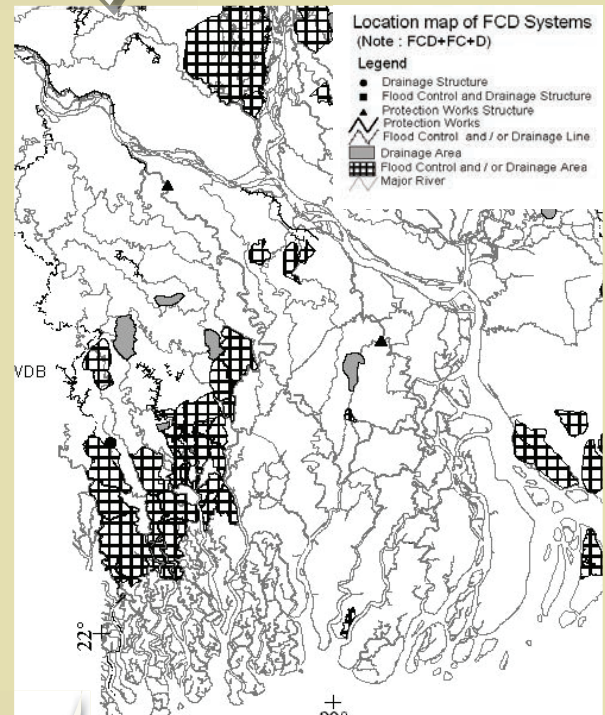 Location map of FCD Systems
(Note : FCD+FC+D)
Legend
Drainage Structure
Flood Control and Drainage Structure
Protection Works Structure
Protection Works
Flood Control and / or Drainage Line
Drainage Area
Flood Control and / or Drainage Area
Major River
VDB
22°